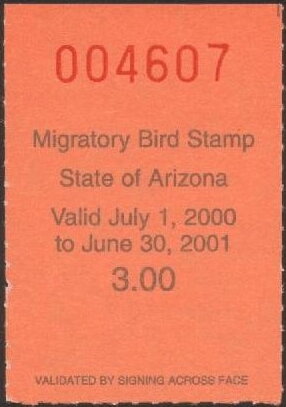 004607
Migratory Bird Stamp
State of Arizona
Valid July 1, 2000
to June 30, 2001
3.00
VALIDATED BY SIGNING ACROSS FACE